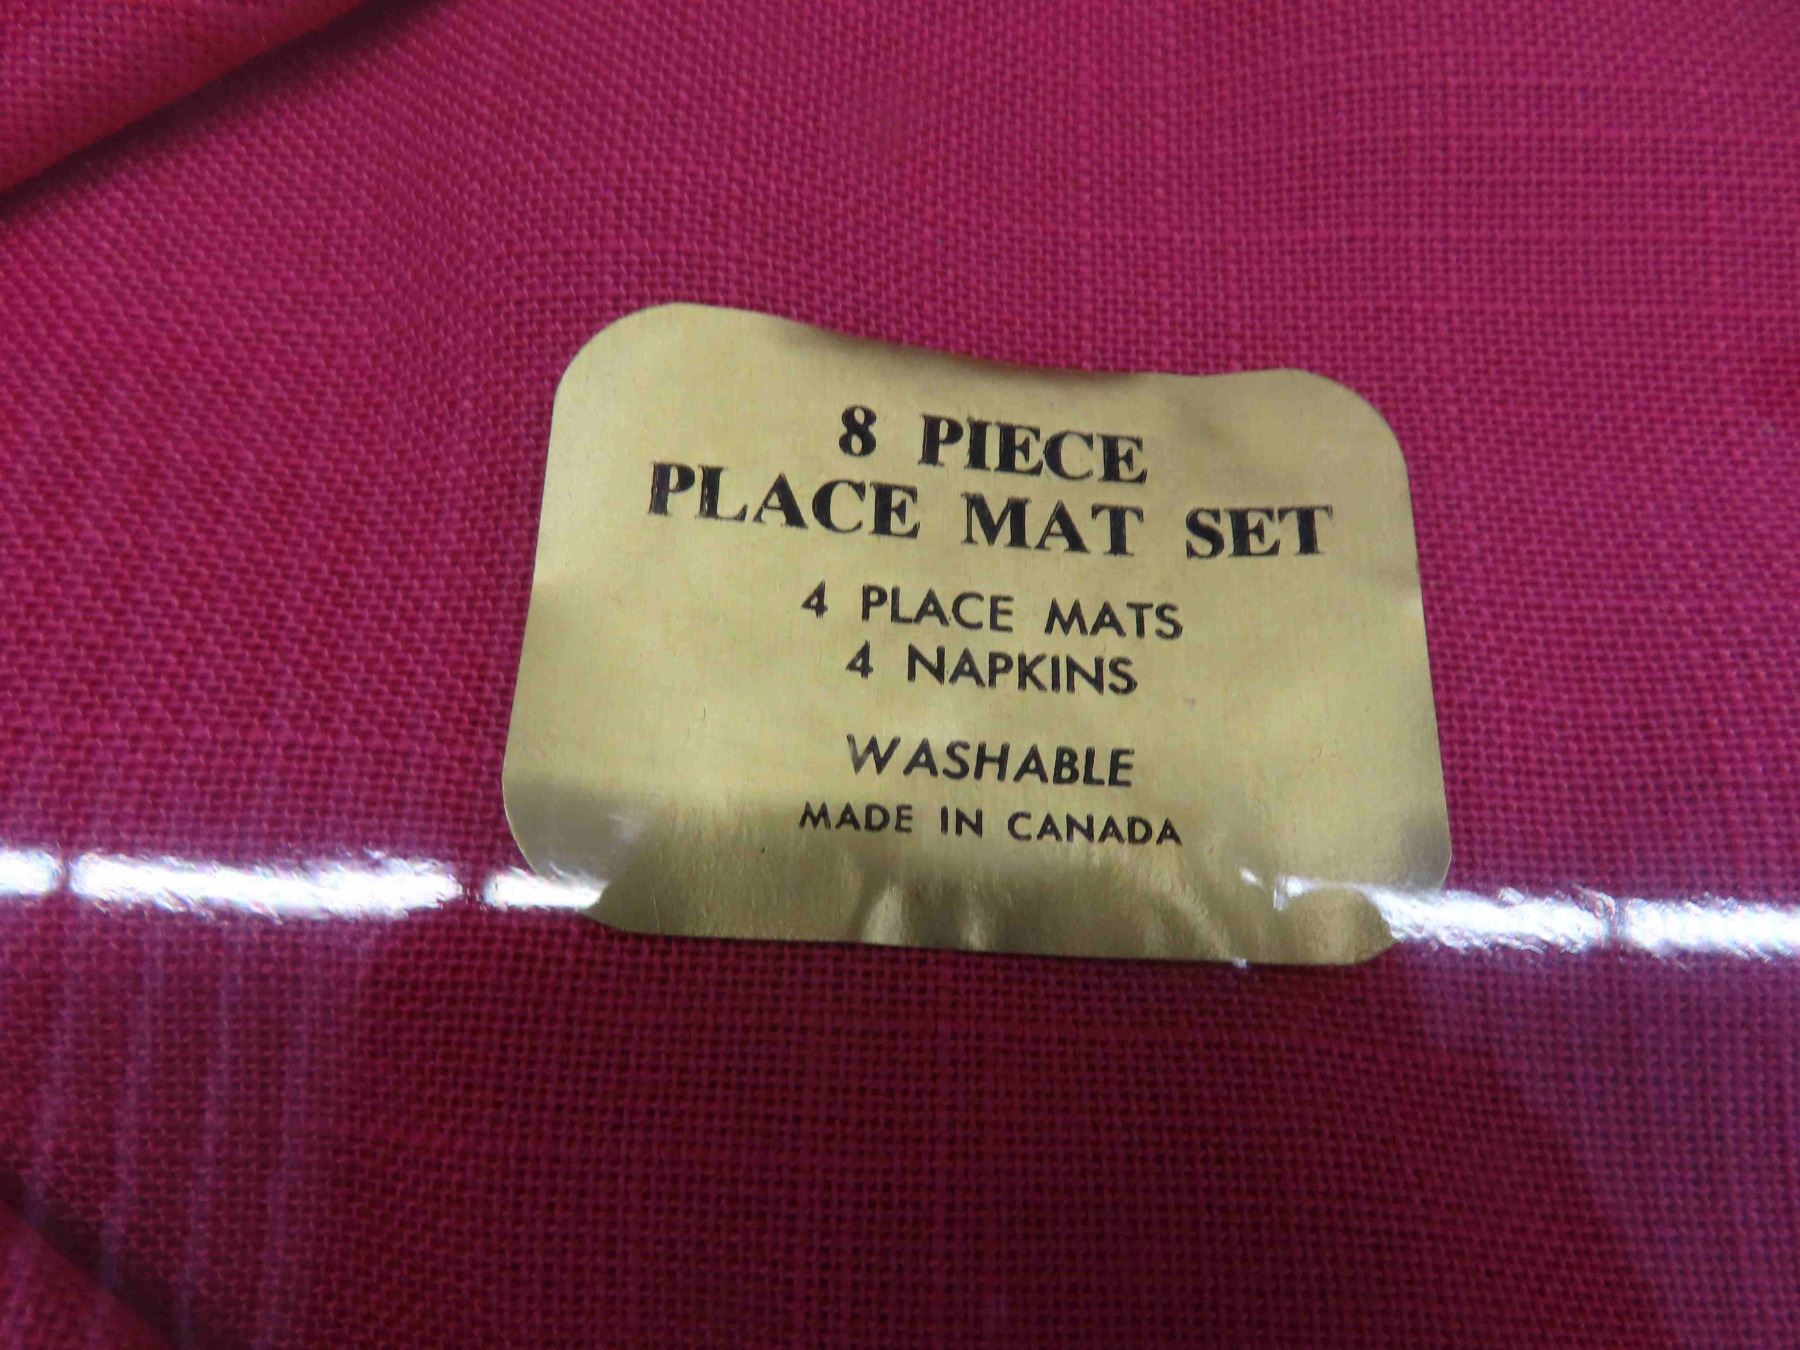 8 PIECE
PLACE MAT SET
4 PLACE MATS
4 NAPKINS
WASHABLE
MADE IN CANADA